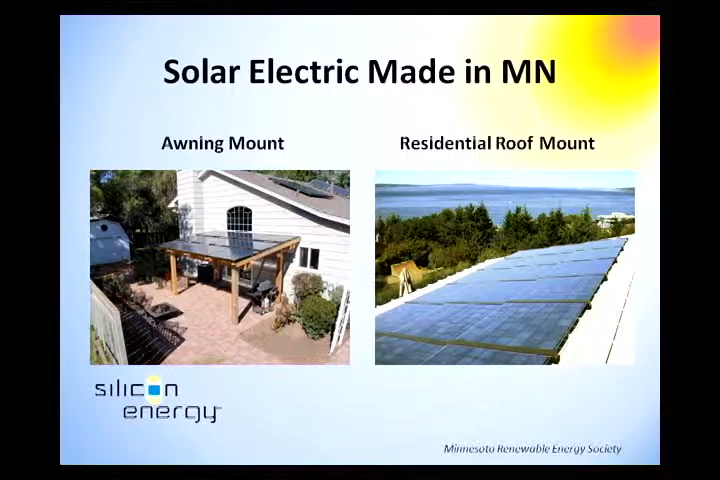 Solar Electric Made in MN
Awning Mount
Residential Roof Mount
silicon
energy
Minnesota Renewable Energy Society